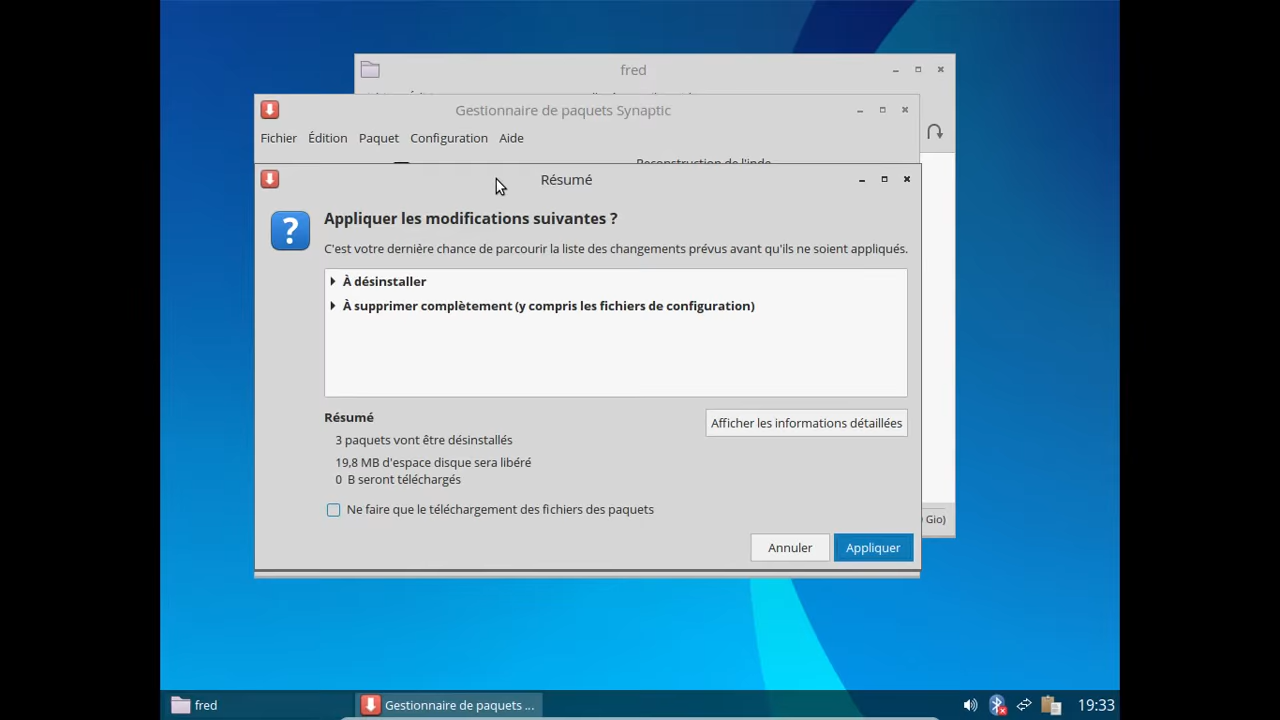 fred
Gestionnaire de paquets Synaptic
Fichier Édition Paquet Configuration Aide
Reconstruction de l'inde
Résumé
Appliquer les modifications suivantes ?
C'est votre dernière chance de parcourir la liste des changements prévus avant qu'ils ne soient appliqués.
À désinstaller
À supprimer complètement (y compris les fichiers de configuration)
Résumé
Afficher les informations détaillées
3 paquets vont être désinstallés
19,8 MB d'espace disque sera libéré
0 B seront téléchargés
Ne faire que le téléchargement des fichiers des paquets
Gio)
Annuler Appliquer
fred Gestionnaire de paquets ... 19:33